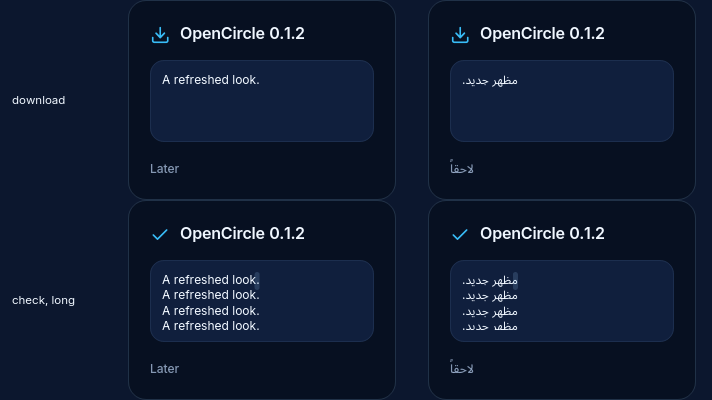 download
OpenCircle 0.1.2
A refreshed look.
Later
OpenCircle 0.1.2
مظهر جديد.
لاحقاً
check, long
OpenCircle 0.1.2
A refreshed look.
A refreshed look.
A refreshed look.
A refreshed look.
Later
OpenCircle 0.1.2
مظهر جديد.
مظهر جديد.
مظهر جديد.
مظهر جديد.
لاحقاً